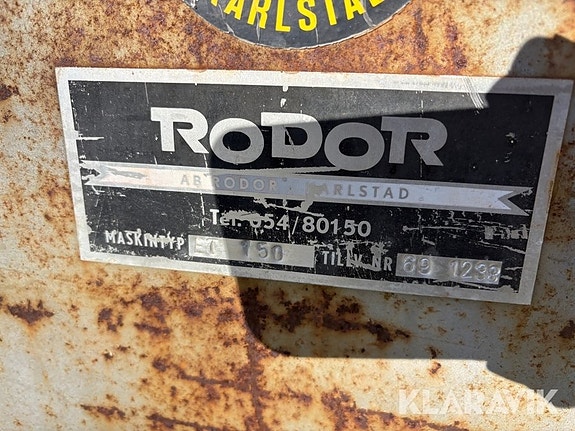 KARLSTAD
RoDoR
AB RODOR KARLSTAD
Tel. 054/80150
MASKINTYP 150 TILLV.NR 69 1233
KLARAVIK